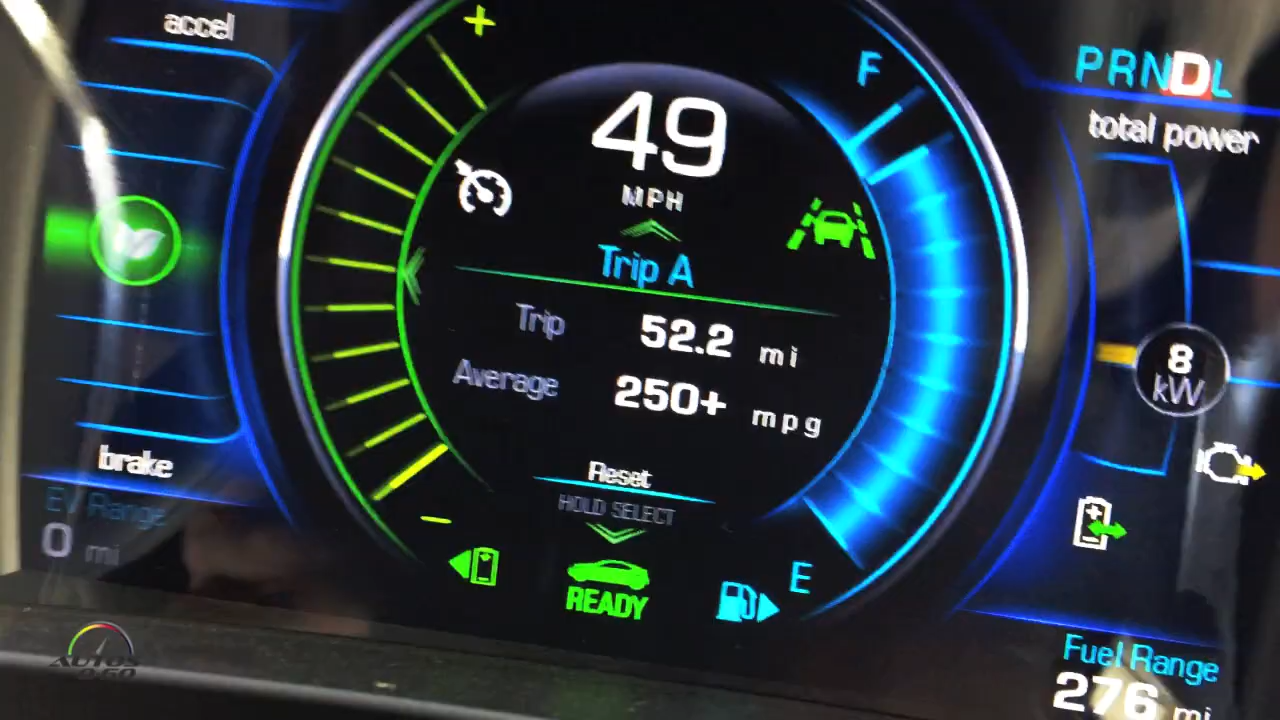 accel
+
F
PRNDL
49
MPH
total power
Trip A
Trip 52.2 mi
Average 250+ mpg
8
kW
brake
Reset
HOLD SELECT
EV Range
0 mi
−
E
READY
Fuel Range
276 mi
AUTOS